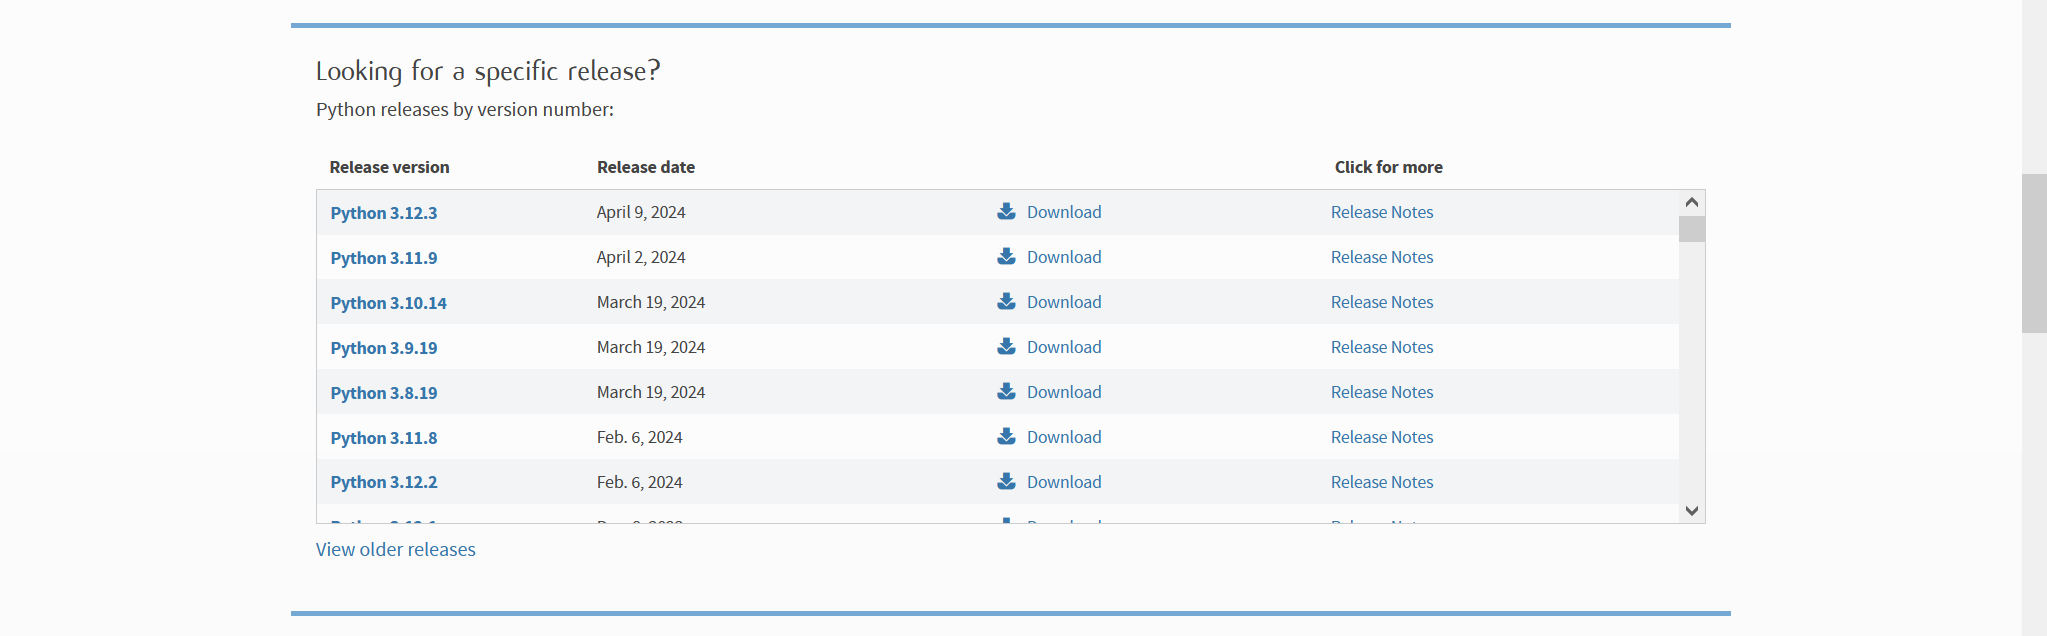 Looking for a specific release?
Python releases by version number:
Release version Release date Click for more
Python 3.12.3 April 9, 2024 Download Release Notes
Python 3.11.9 April 2, 2024 Download Release Notes
Python 3.10.14 March 19, 2024 Download Release Notes
Python 3.9.19 March 19, 2024 Download Release Notes
Python 3.8.19 March 19, 2024 Download Release Notes
Python 3.11.8 Feb. 6, 2024 Download Release Notes
Python 3.12.2 Feb. 6, 2024 Download Release Notes
View older releases